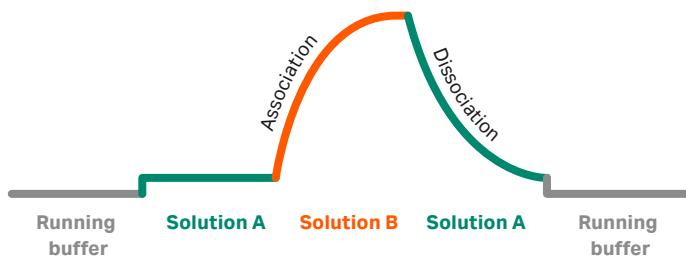 Association
Dissociation
Running
buffer
Solution A
Solution B
Solution A
Running
buffer